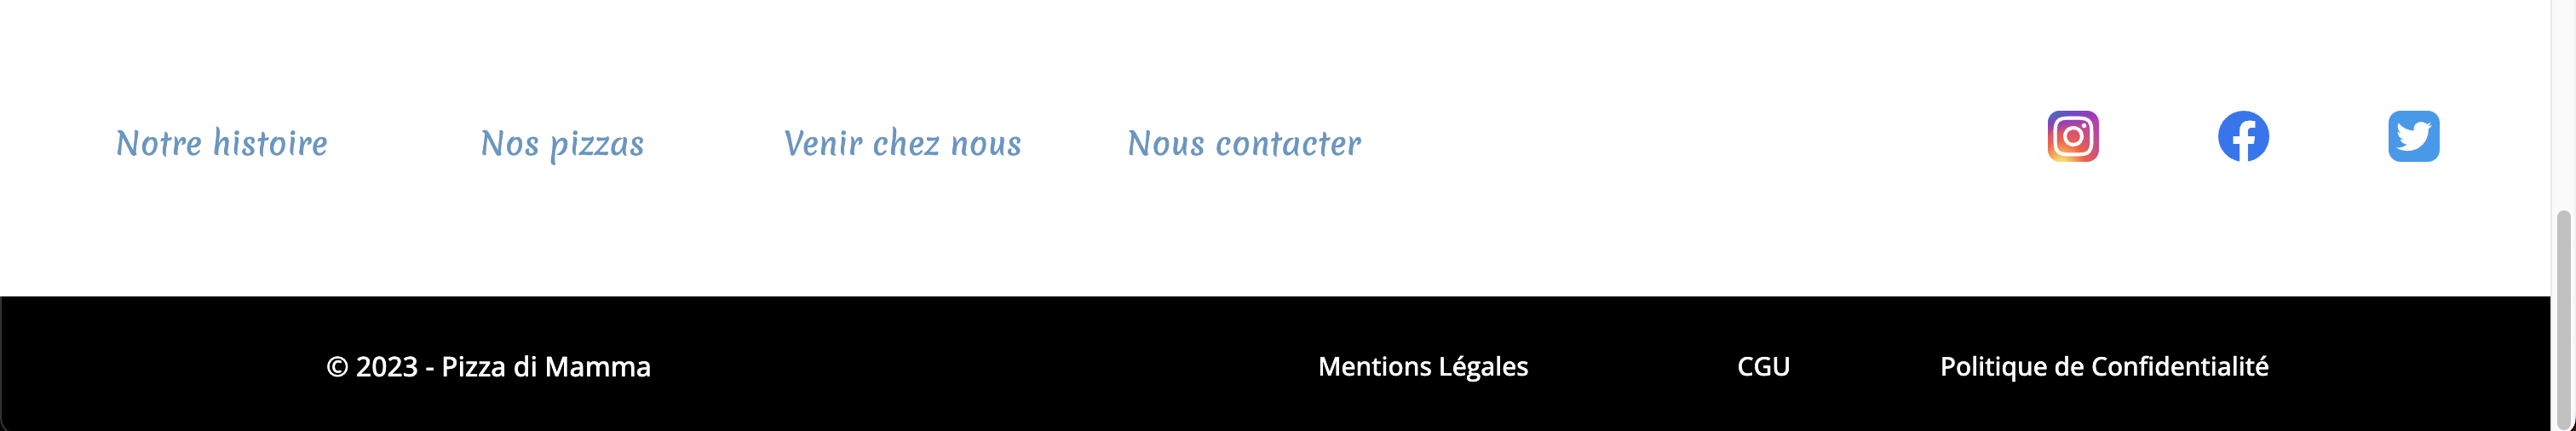 Notre histoire
Nos pizzas
Venir chez nous
Nous contacter
© 2023 - Pizza di Mamma
Mentions Légales
CGU
Politique de Confidentialité